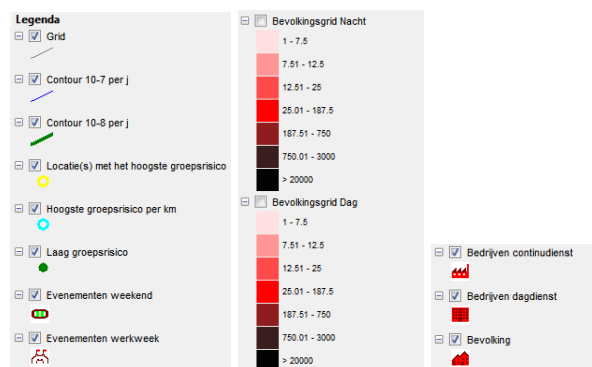 Legenda
Grid
Contour 10-7 per j
Contour 10-8 per j
Locatie(s) met het hoogste groepsrisico
Hoogste groepsrisico per km
Laag groepsrisico
Evenementen weekend
Evenementen werkweek
Bevolkingsgrid Nacht
1 - 7.5
7.51 - 12.5
12.51 - 25
25.01 - 187.5
187.51 - 750
750.01 - 3000
> 20000
Bevolkingsgrid Dag
1 - 7.5
7.51 - 12.5
12.51 - 25
25.01 - 187.5
187.51 - 750
750.01 - 3000
> 20000
Bedrijven continudienst
Bedrijven dagdienst
Bevolking